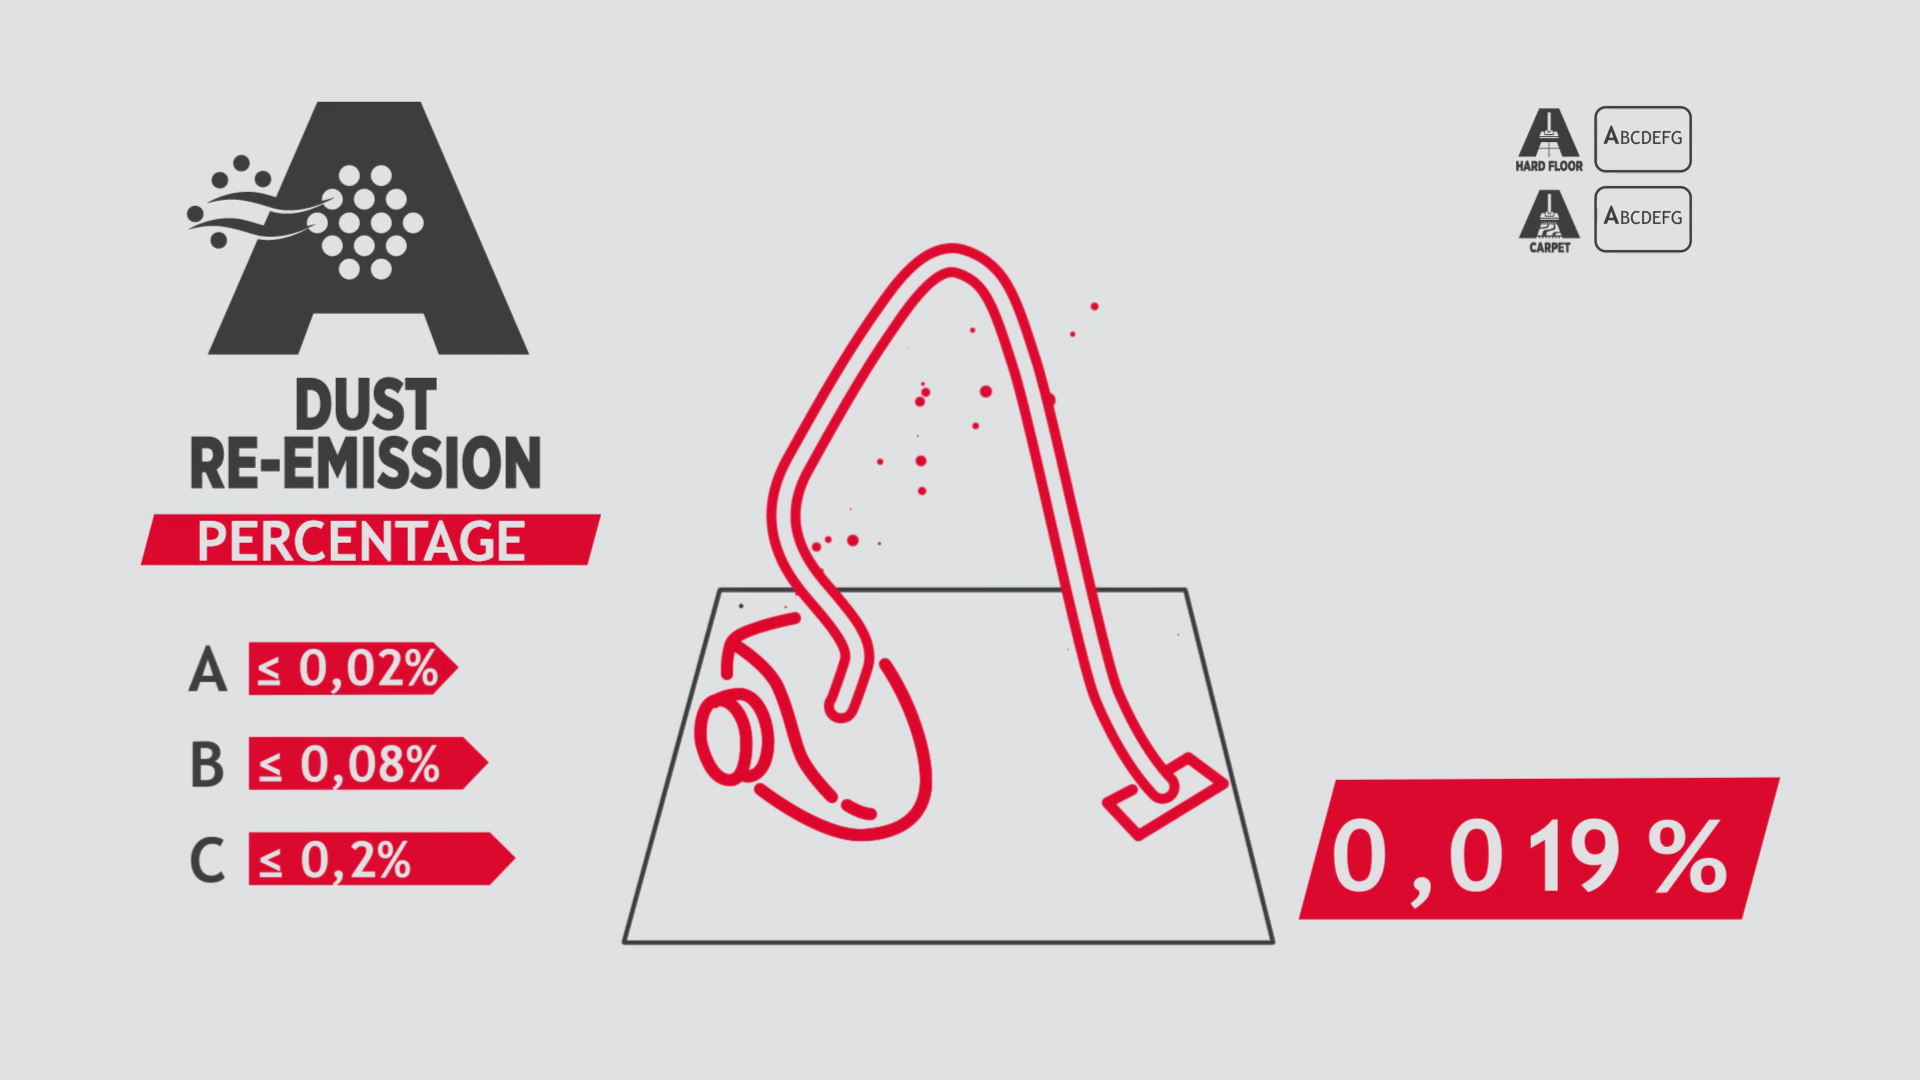 A
DUST
RE-EMISSION
PERCENTAGE
A ≤ 0,02%
B ≤ 0,08%
C ≤ 0,2%
A
HARD FLOOR
ABCDEFG
A
CARPET
ABCDEFG
0,019%